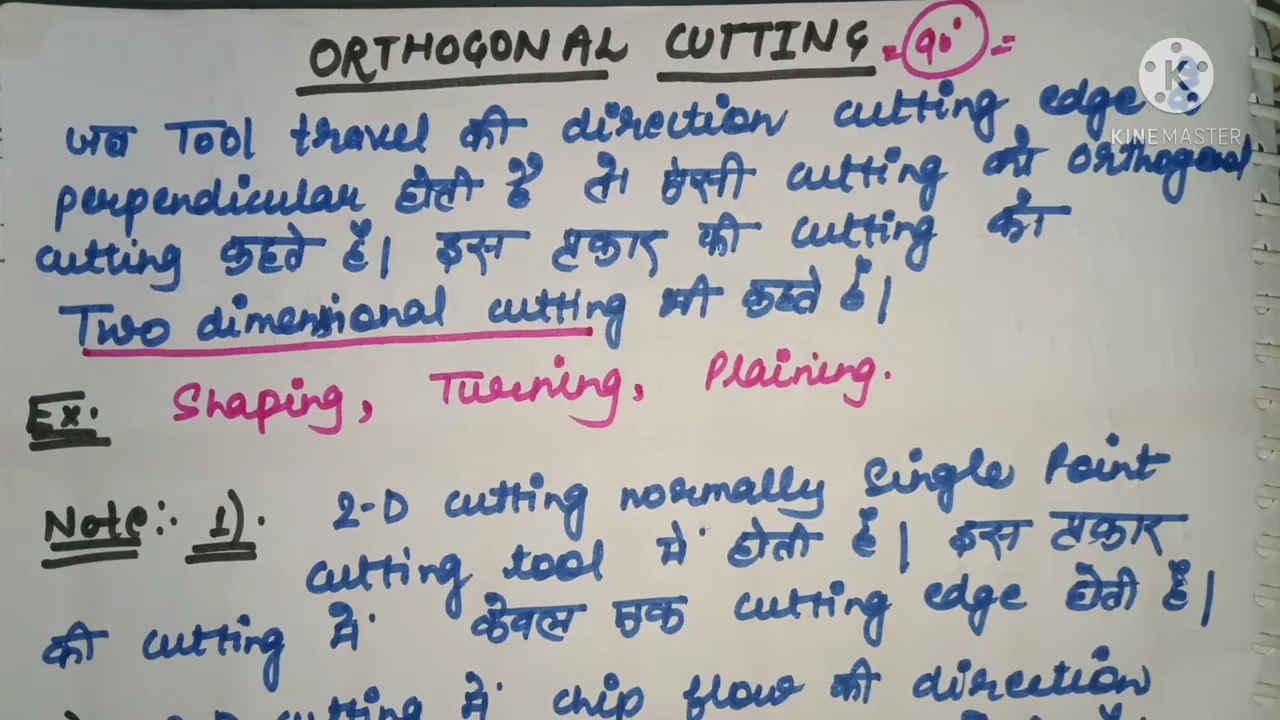 ORTHOGONAL CUTTING = 90° =
जब Tool travel की direction cutting edge
perpendicular होती है तो ऐसी cutting को orthogonal
cutting कहते हैं। इस प्रकार की cutting को
Two dimensional cutting भी कहते हैं।
Ex. Shaping, Turning, Plaining.
Note:- 1). 2-D cutting normally Single Point
cutting tool में होती है। इस प्रकार
की cutting में केवल एक cutting edge होती है।
cutting में chip flow की direction
K
KINEMASTER